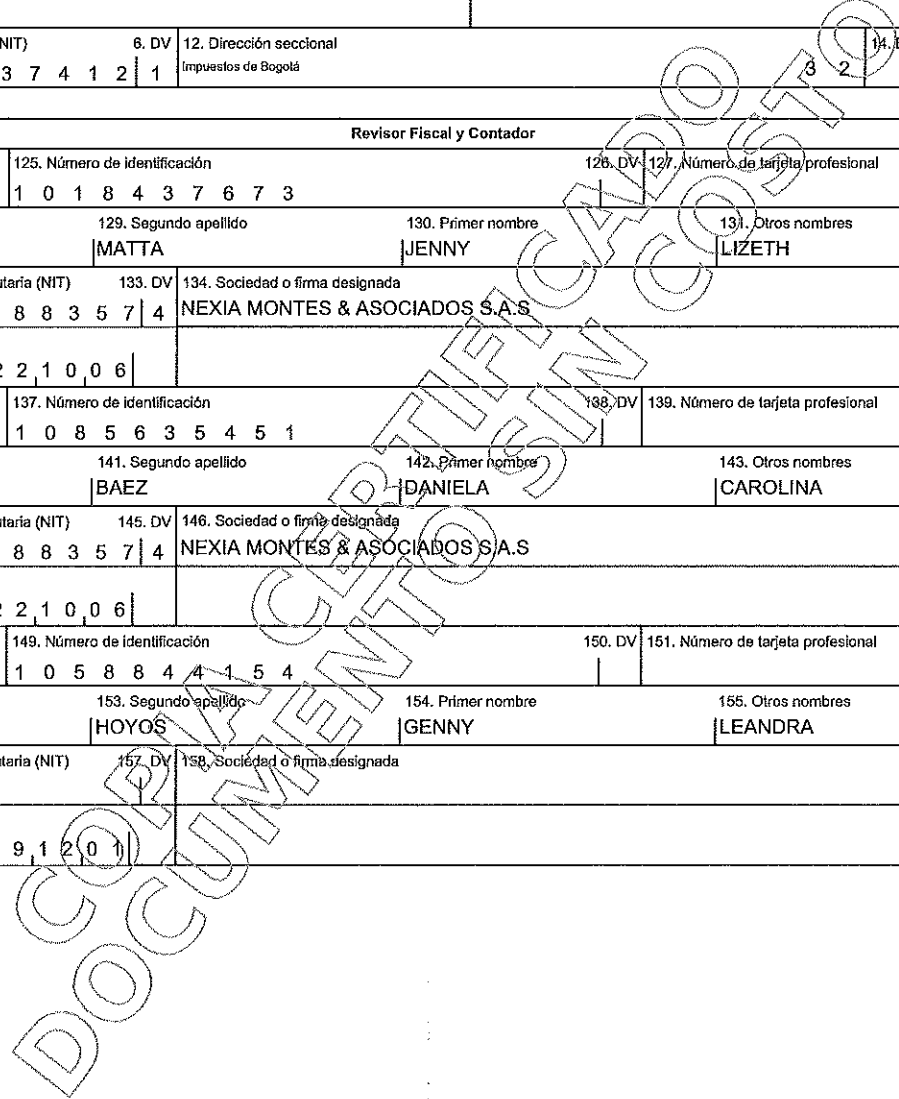 NIT) 6. DV 12. Dirección seccional 14.
3 7 4 1 2 1 Impuestos de Bogotá 3 2
Revisor Fiscal y Contador
125. Número de identificación 126. DV 127. Número de tarjeta profesional
1 0 1 8 4 3 7 6 7 3
129. Segundo apellido 130. Primer nombre 131. Otros nombres
MATTA JENNY LIZETH
utaria (NIT) 133. DV 134. Sociedad o firma designada
8 8 3 5 7 4 NEXIA MONTES & ASOCIADOS S.A.S
2 2 1 0 0 6
137. Número de identificación 138. DV 139. Número de tarjeta profesional
1 0 8 5 6 3 5 4 5 1
141. Segundo apellido 142. Primer nombre 143. Otros nombres
BAEZ DANIELA CAROLINA
utaria (NIT) 145. DV 146. Sociedad o firma designada
8 8 3 5 7 4 NEXIA MONTES & ASOCIADOS S.A.S
2 2 1 0 0 6
149. Número de identificación 150. DV 151. Número de tarjeta profesional
1 0 5 8 8 4 4 1 5 4
153. Segundo apellido 154. Primer nombre 155. Otros nombres
HOYOS GENNY LEANDRA
utaria (NIT) 157. DV 158. Sociedad o firma designada
9 1 2 0 1
COPIA CERTIFICADO
DOCUMENTO SIN COSTO